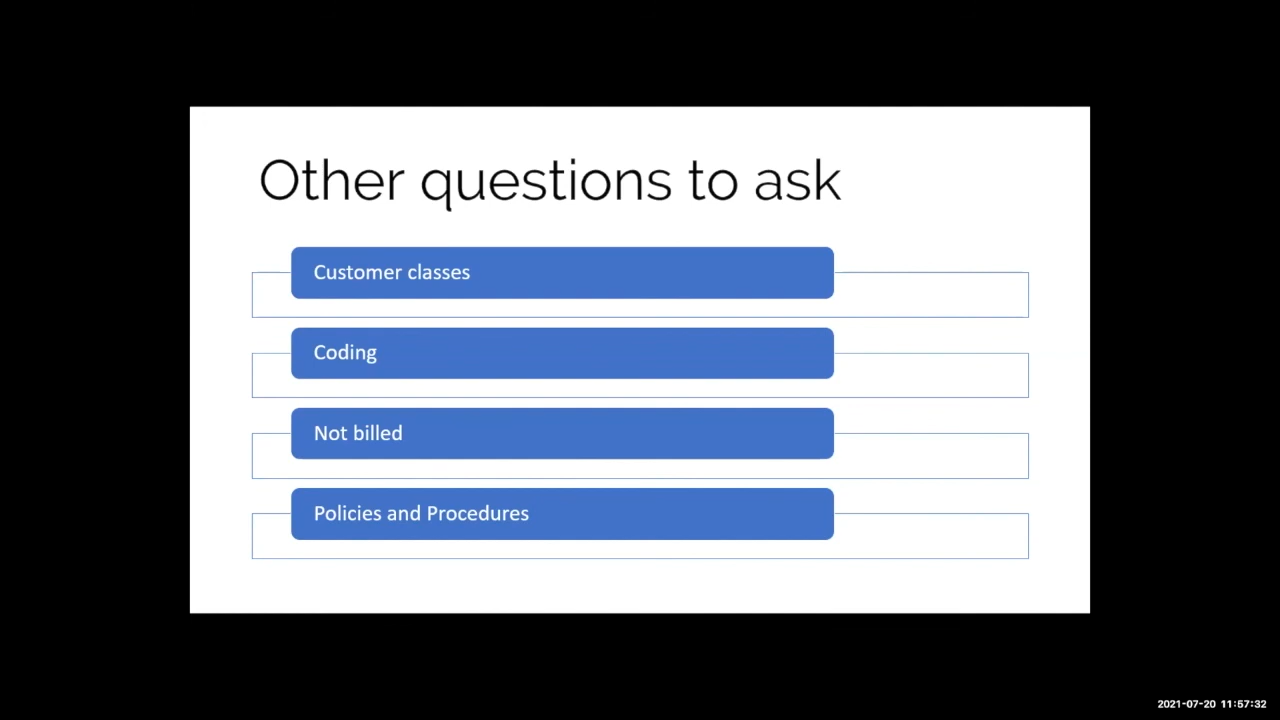 Other questions to ask
Customer classes
Coding
Not billed
Policies and Procedures
2021-07-20 11:57:32